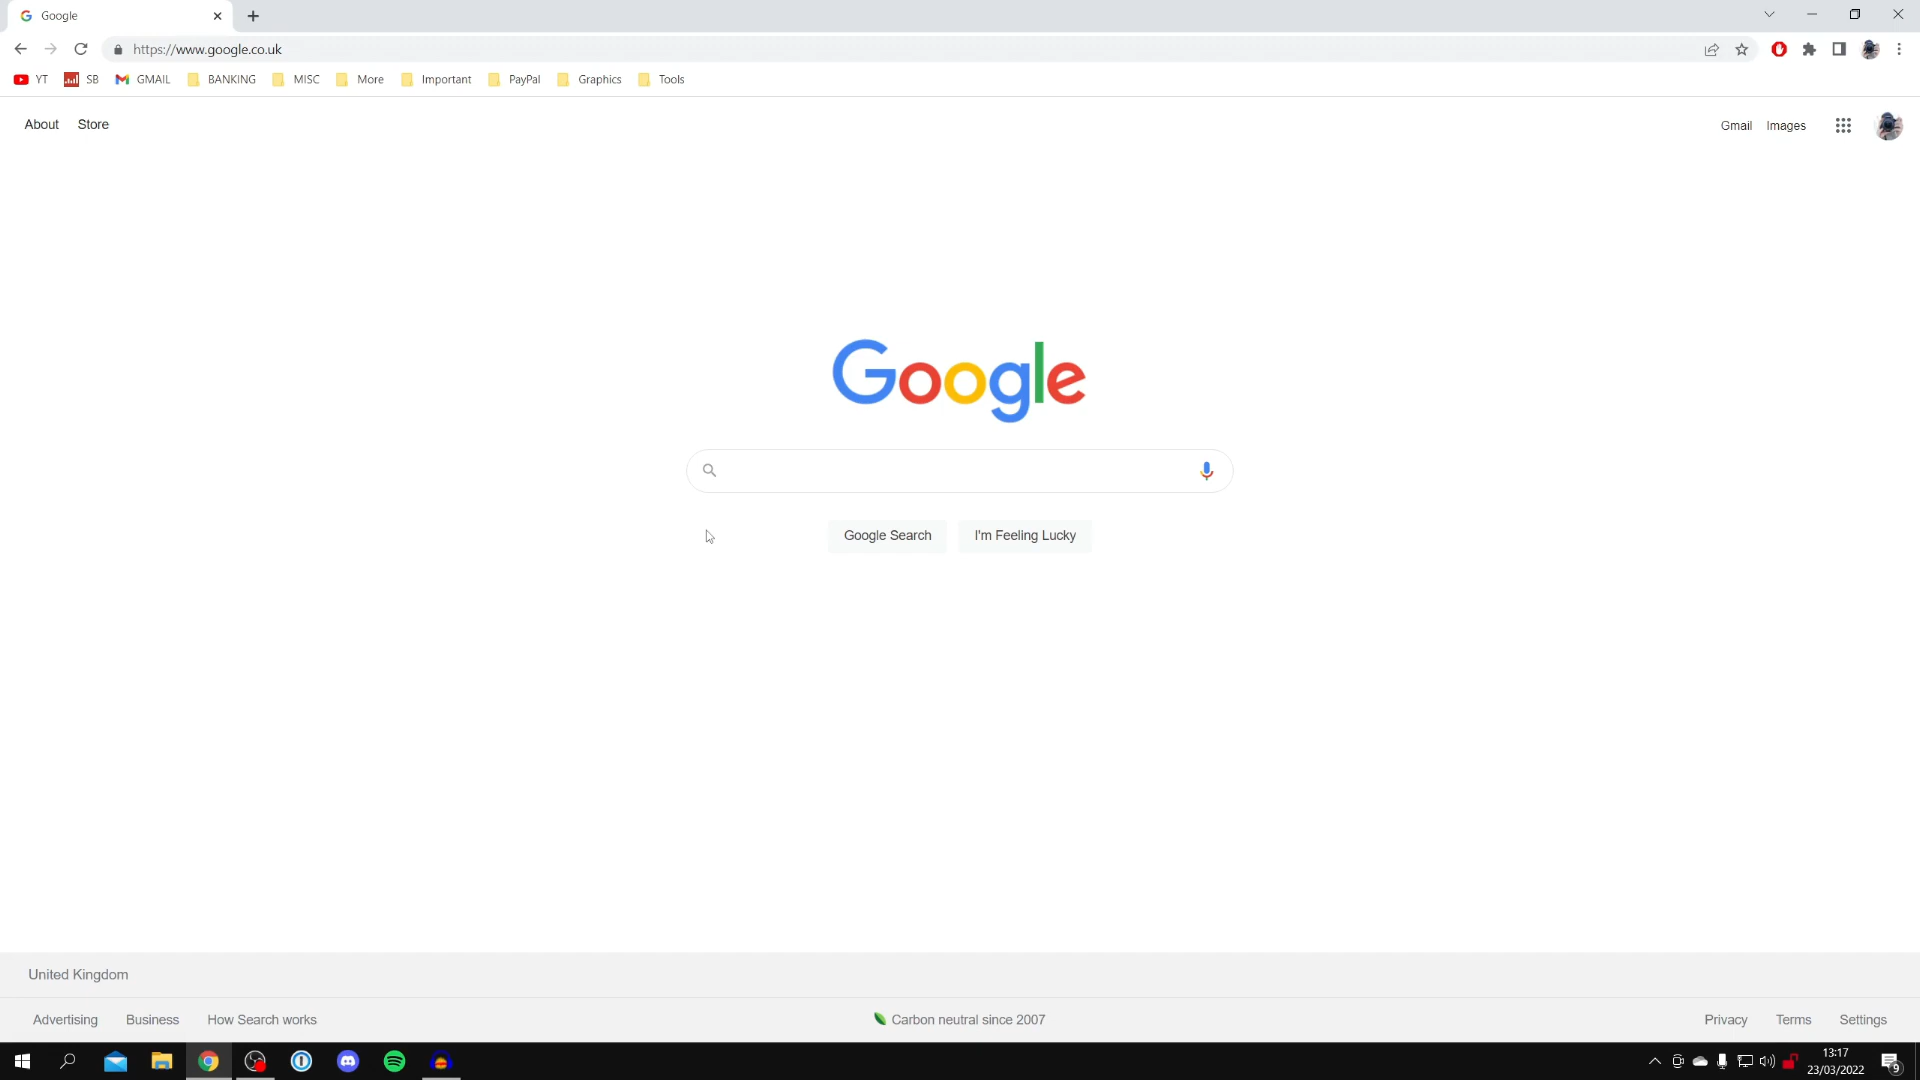 Google
https://www.google.co.uk
YT SB GMAIL BANKING MISC More Important PayPal Graphics Tools
About Store Gmail Images
Google
Google Search I'm Feeling Lucky
United Kingdom
Advertising Business How Search works Carbon neutral since 2007 Privacy Terms Settings
13:17
23/03/2022
9